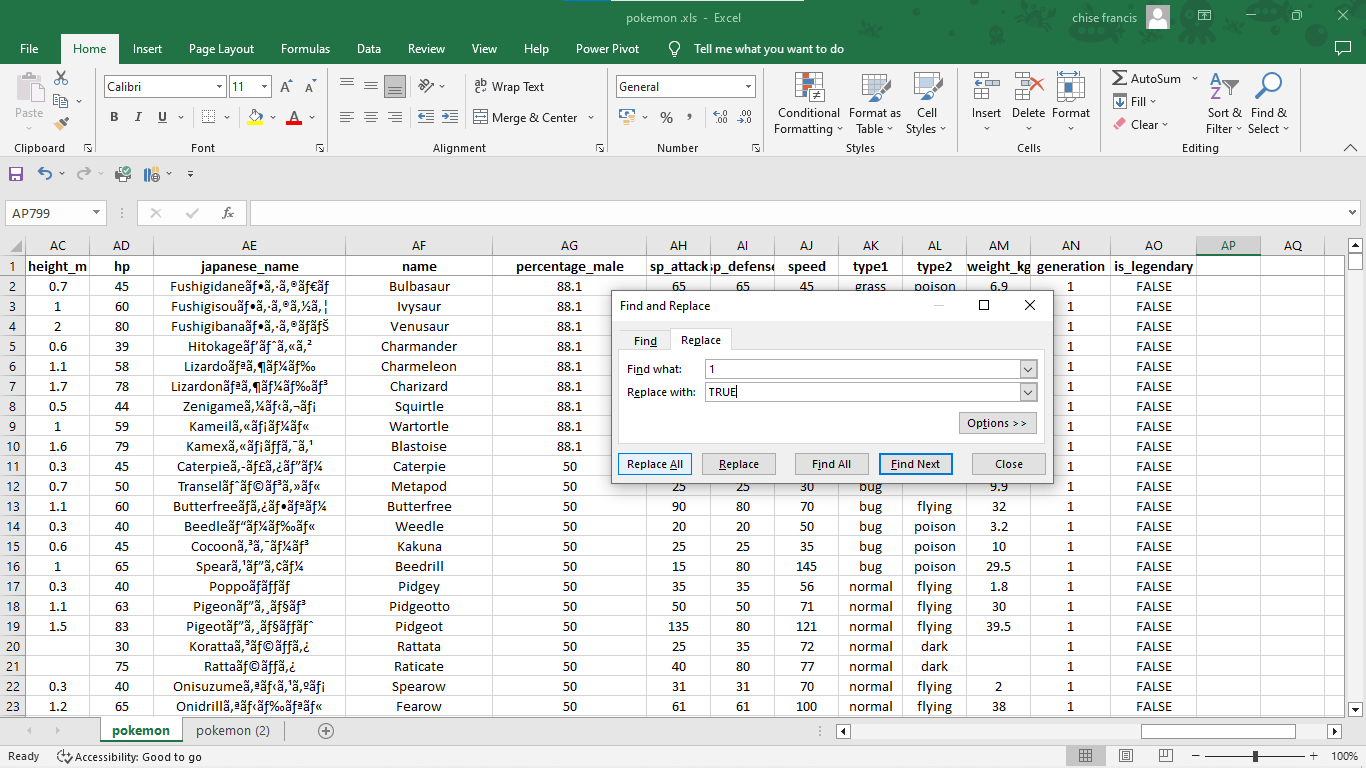 pokemon .xls - Excel
chise francis
File Home Insert Page Layout Formulas Data Review View Help Power Pivot Tell me what you want to do
Calibri 11 Wrap Text General AutoSum
Paste Conditional Format as Cell Insert Delete Format Fill Sort & Find &
B I U A Merge & Center % , Formatting Table Styles Clear Filter Select
Clipboard Font Alignment Number Styles Cells Editing
AP799 fx
AC AD AE AF AG AH AI AJ AK AL AM AN AO AP AQ
1 height_m hp japanese_name name percentage_male sp_attack sp_defense speed type1 type2 weight_kg generation is_legendary
2 0.7 45 Fushigidaneãƒ•ã‚·ã‚®ãƒ€ãƒ Bulbasaur 88.1 65 65 45 grass poison 6.9 1 FALSE
3 1 60 Fushigisouãƒ•ã‚·ã‚®ã‚½ã‚¦ Ivysaur 88.1 FALSE
4 2 80 Fushigibanaãƒ•ã‚·ã‚®ãƒãƒŠ Venusaur 88.1 FALSE
5 0.6 39 Hitokageãƒ’ãƒˆã‚«ã‚² Charmander 88.1 FALSE
6 1.1 58 Lizardoãƒªã‚¶ãƒ¼ãƒ‰ Charmeleon 88.1 FALSE
7 1.7 78 Lizardonãƒªã‚¶ãƒ¼ãƒ‰ãƒ³ Charizard 88.1 FALSE
8 0.5 44 Zenigameã‚¼ãƒ‹ã‚¬ãƒ¡ Squirtle 88.1 FALSE
9 1 59 Kameilã‚«ãƒ¡ãƒ¼ãƒ« Wartortle 88.1 FALSE
10 1.6 79 Kamexã‚«ãƒ¡ãƒƒã‚¯ã‚¹ Blastoise 88.1 FALSE
11 0.3 45 Caterpieã‚­ãƒ£ã‚¿ãƒ”ãƒ¼ Caterpie 50 FALSE
12 0.7 50 Transelãƒˆãƒ©ãƒ³ã‚»ãƒ« Metapod 50 25 25 30 bug 9.9 1 FALSE
13 1.1 60 Butterfreeãƒã‚¿ãƒ•ãƒªãƒ¼ Butterfree 50 90 80 70 bug flying 32 1 FALSE
14 0.3 40 Beedleãƒ“ãƒ¼ãƒ‰ãƒ« Weedle 50 20 20 50 bug poison 3.2 1 FALSE
15 0.6 45 Cocoonã‚³ã‚¯ãƒ¼ãƒ³ Kakuna 50 25 25 35 bug poison 10 1 FALSE
16 1 65 Spearã‚¹ãƒ”ã‚¢ãƒ¼ Beedrill 50 15 80 145 bug poison 29.5 1 FALSE
17 0.3 40 Poppoãƒãƒƒãƒ Pidgey 50 35 35 56 normal flying 1.8 1 FALSE
18 1.1 63 Pigeonãƒ”ã‚¸ãƒ§ãƒ³ Pidgeotto 50 50 50 71 normal flying 30 1 FALSE
19 1.5 83 Pigeotãƒ”ã‚¸ãƒ§ãƒƒãƒˆ Pidgeot 50 135 80 121 normal flying 39.5 1 FALSE
20 30 Korattaã‚³ãƒ©ãƒƒã‚¿ Rattata 50 25 35 72 normal dark 1 FALSE
21 75 Rattaãƒ©ãƒƒã‚¿ Raticate 50 40 80 77 normal dark 1 FALSE
22 0.3 40 Onisuzumeã‚ªãƒ‹ã‚¹ã‚ºãƒ¡ Spearow 50 31 31 70 normal flying 2 1 FALSE
23 1.2 65 Onidrillã‚ªãƒ‹ãƒ‰ãƒªãƒ« Fearow 50 61 61 100 normal flying 38 1 FALSE
Find and Replace
Find Replace
Find what: 1
Replace with: TRUE
Options >>
Replace All Replace Find All Find Next Close
pokemon pokemon (2)
Ready Accessibility: Good to go 100%